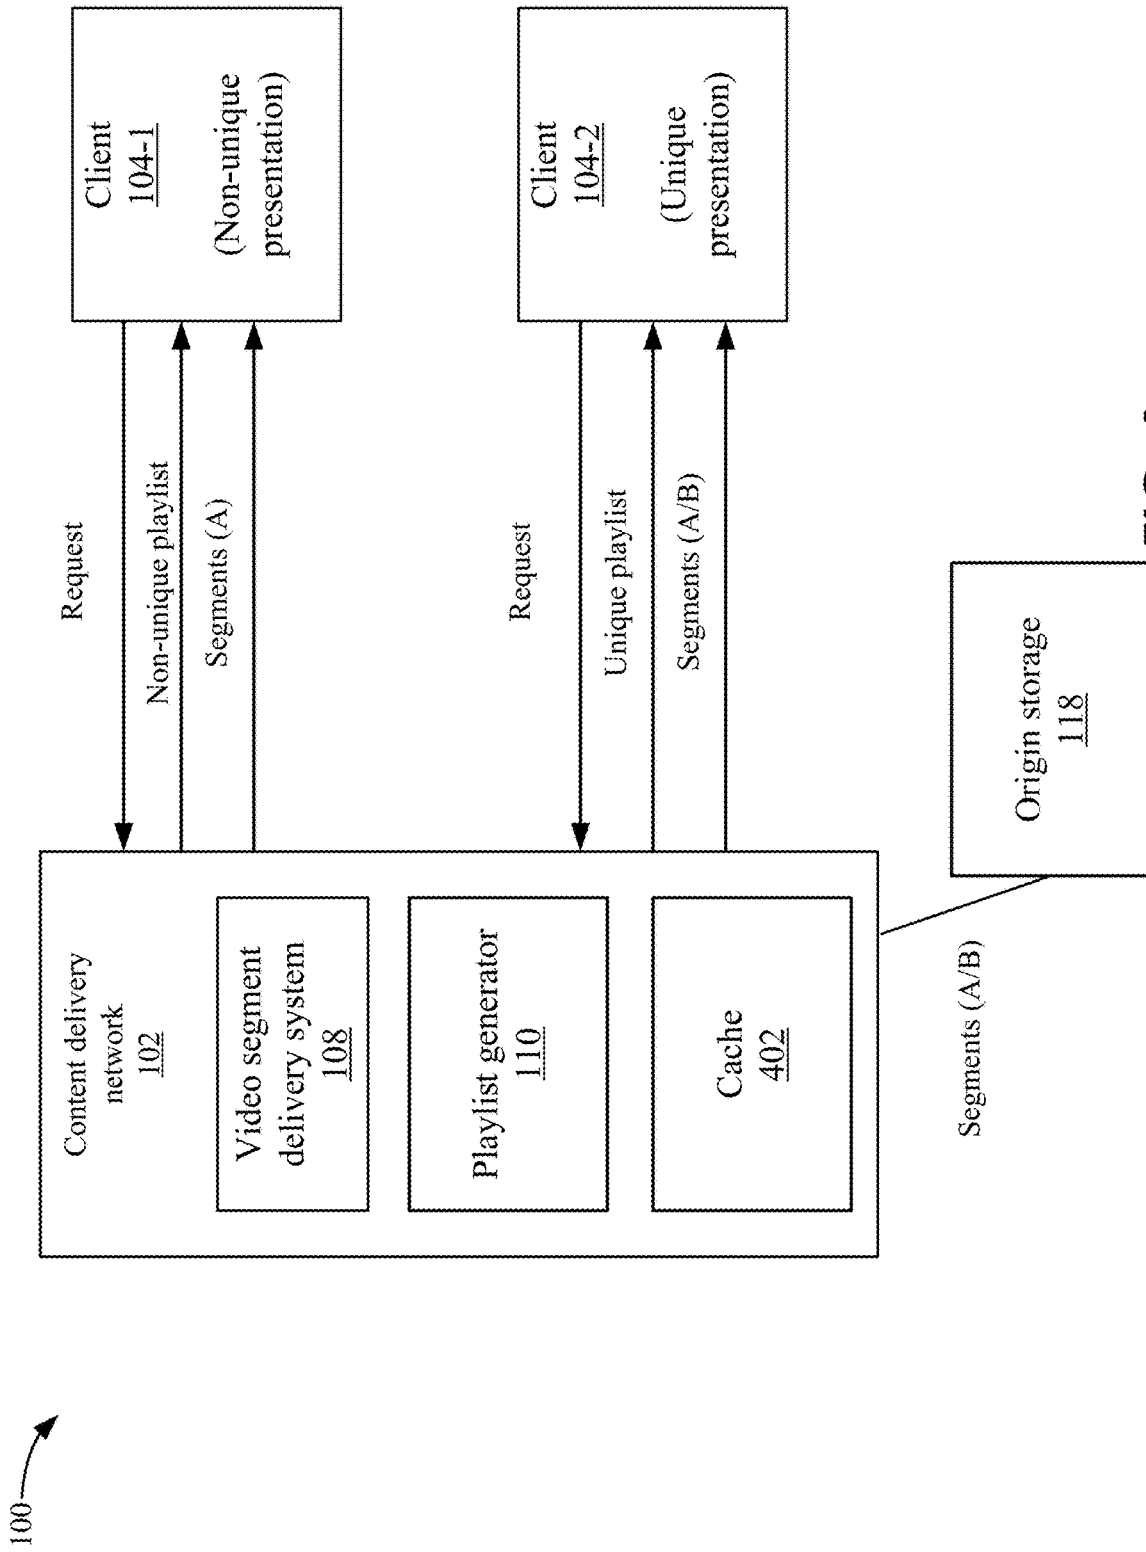 100
Content delivery
network
102
Video segment
delivery system
108
Playlist generator
110
Cache
402
Request
Non-unique playlist
Segments (A)
Client
104-1
(Non-unique
presentation)
Request
Unique playlist
Segments (A/B)
Client
104-2
(Unique
presentation)
Segments (A/B)
Origin storage
118